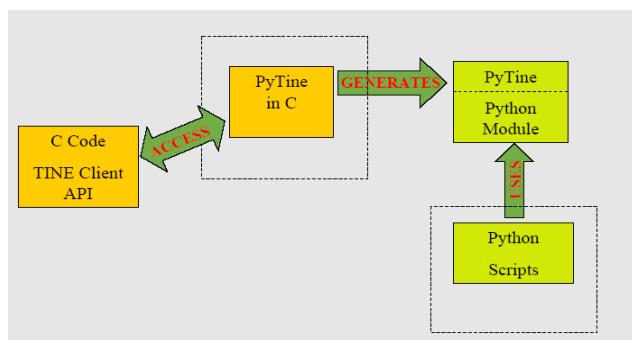 PyTine
in C
GENERATES
PyTine
Python
Module
C Code
TINE Client
API
ACCESS
USES
Python
Scripts